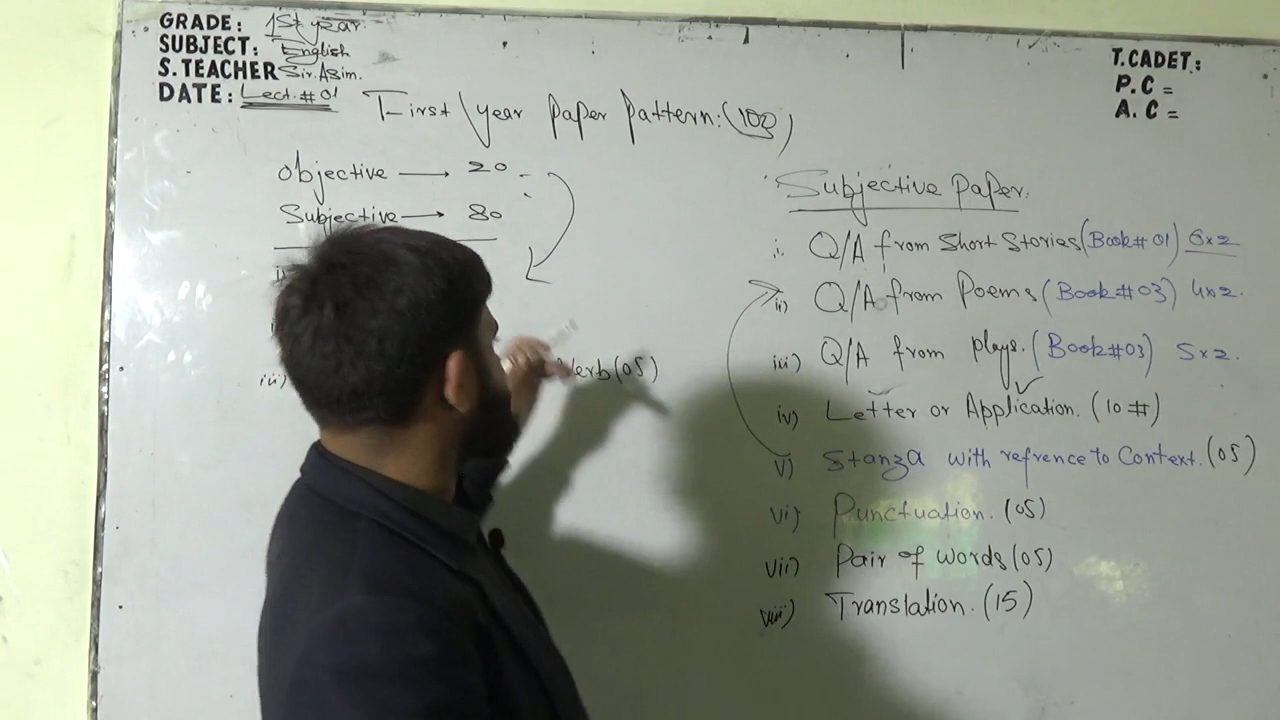 GRADE: 1st year.
SUBJECT: English
S.TEACHER Sir. Asim.
DATE: Lect. # 01
T.CADET:
P.C =
A.C =
First year paper pattern: (100)
Objective → 20
Subjective → 80
iii)
Verb (05)
Subjective Paper.
i. Q/A from Short Stories (Book# 01) 6x2
ii) Q/A from Poems (Book# 03) 4x2.
iii) Q/A from plays. (Book#03) 5x2.
iv) Letter or Application. (10 #)
v) Stanza with refrence to Context. (05)
vi) Punctuation. (05)
vii) Pair of words (05)
viii) Translation. (15)